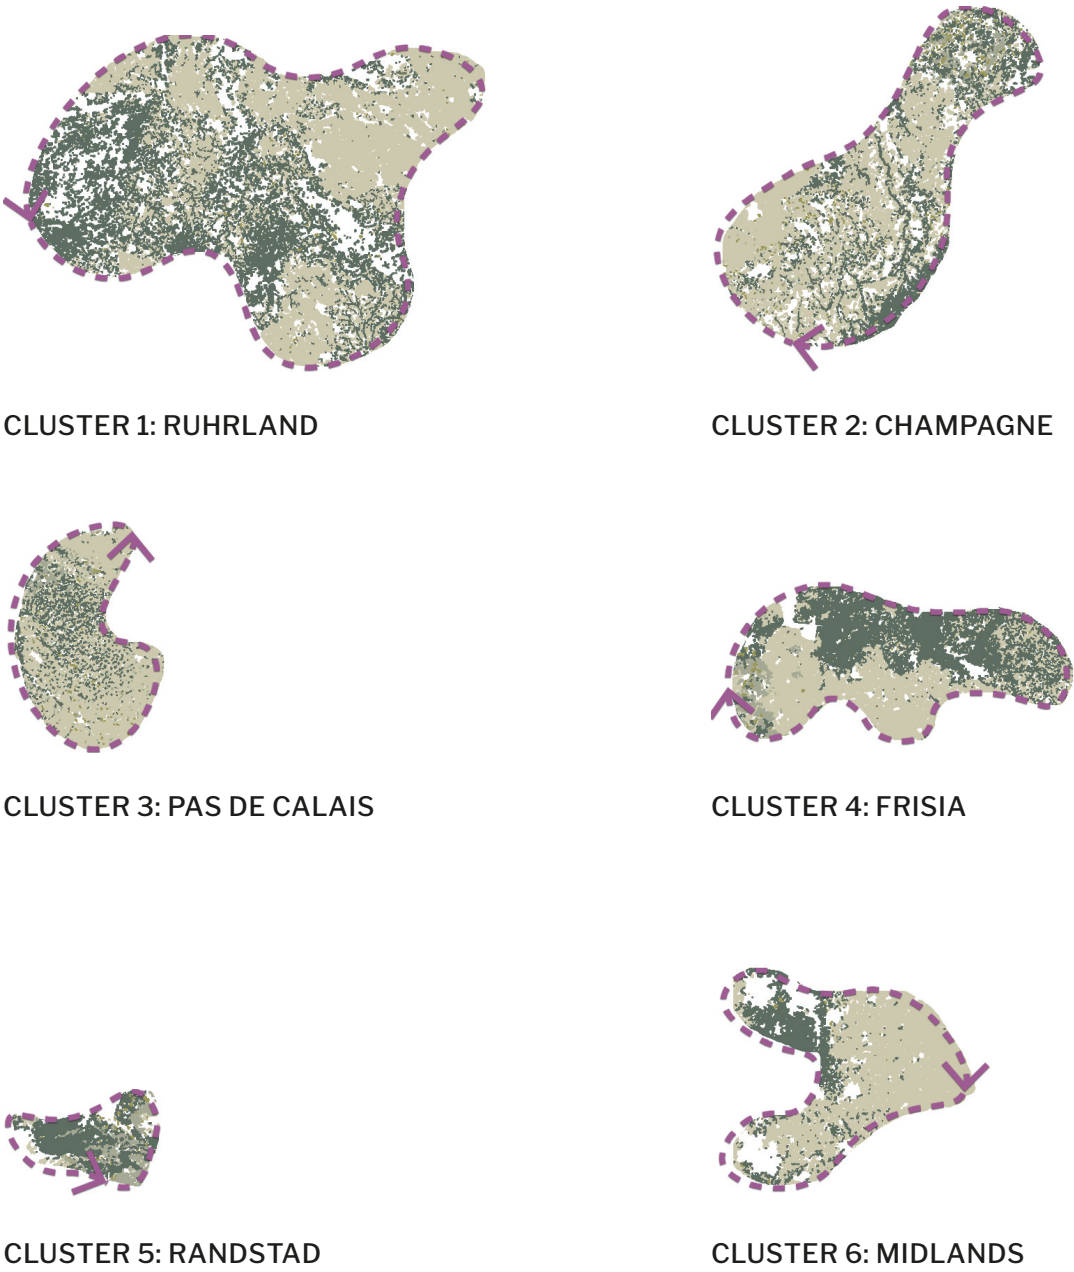 CLUSTER 1: RUHRLAND
CLUSTER 2: CHAMPAGNE
CLUSTER 3: PAS DE CALAIS
CLUSTER 4: FRISIA
CLUSTER 5: RANDSTAD
CLUSTER 6: MIDLANDS